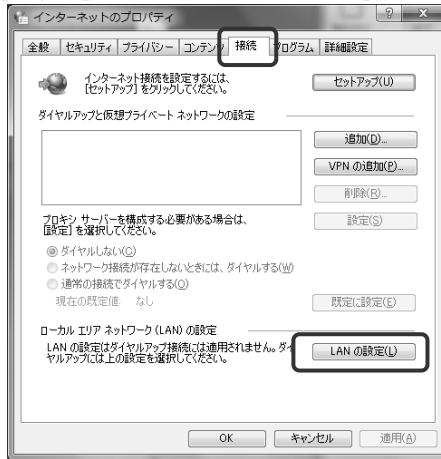 インターネットのプロパティ
全般 セキュリティ プライバシー コンテンツ 接続 プログラム 詳細設定
インターネット接続を設定するには、
[セットアップ] をクリックしてください。
セットアップ(U)
ダイヤルアップと仮想プライベート ネットワークの設定
追加(D)...
VPN の追加(P)...
削除(R)...
プロキシ サーバーを構成する必要がある場合は、
[設定] を選択してください。
設定(S)
ダイヤルしない(C)
ネットワーク接続が存在しないときには、ダイヤルする(W)
通常の接続でダイヤルする(O)
現在の既定値: なし
既定に設定(E)
ローカル エリア ネットワーク (LAN) の設定
LAN の設定はダイヤルアップ接続には適用されません。ダイ
ヤルアップには上の設定を選択してください。
LAN の設定(L)
OK キャンセル 適用(A)